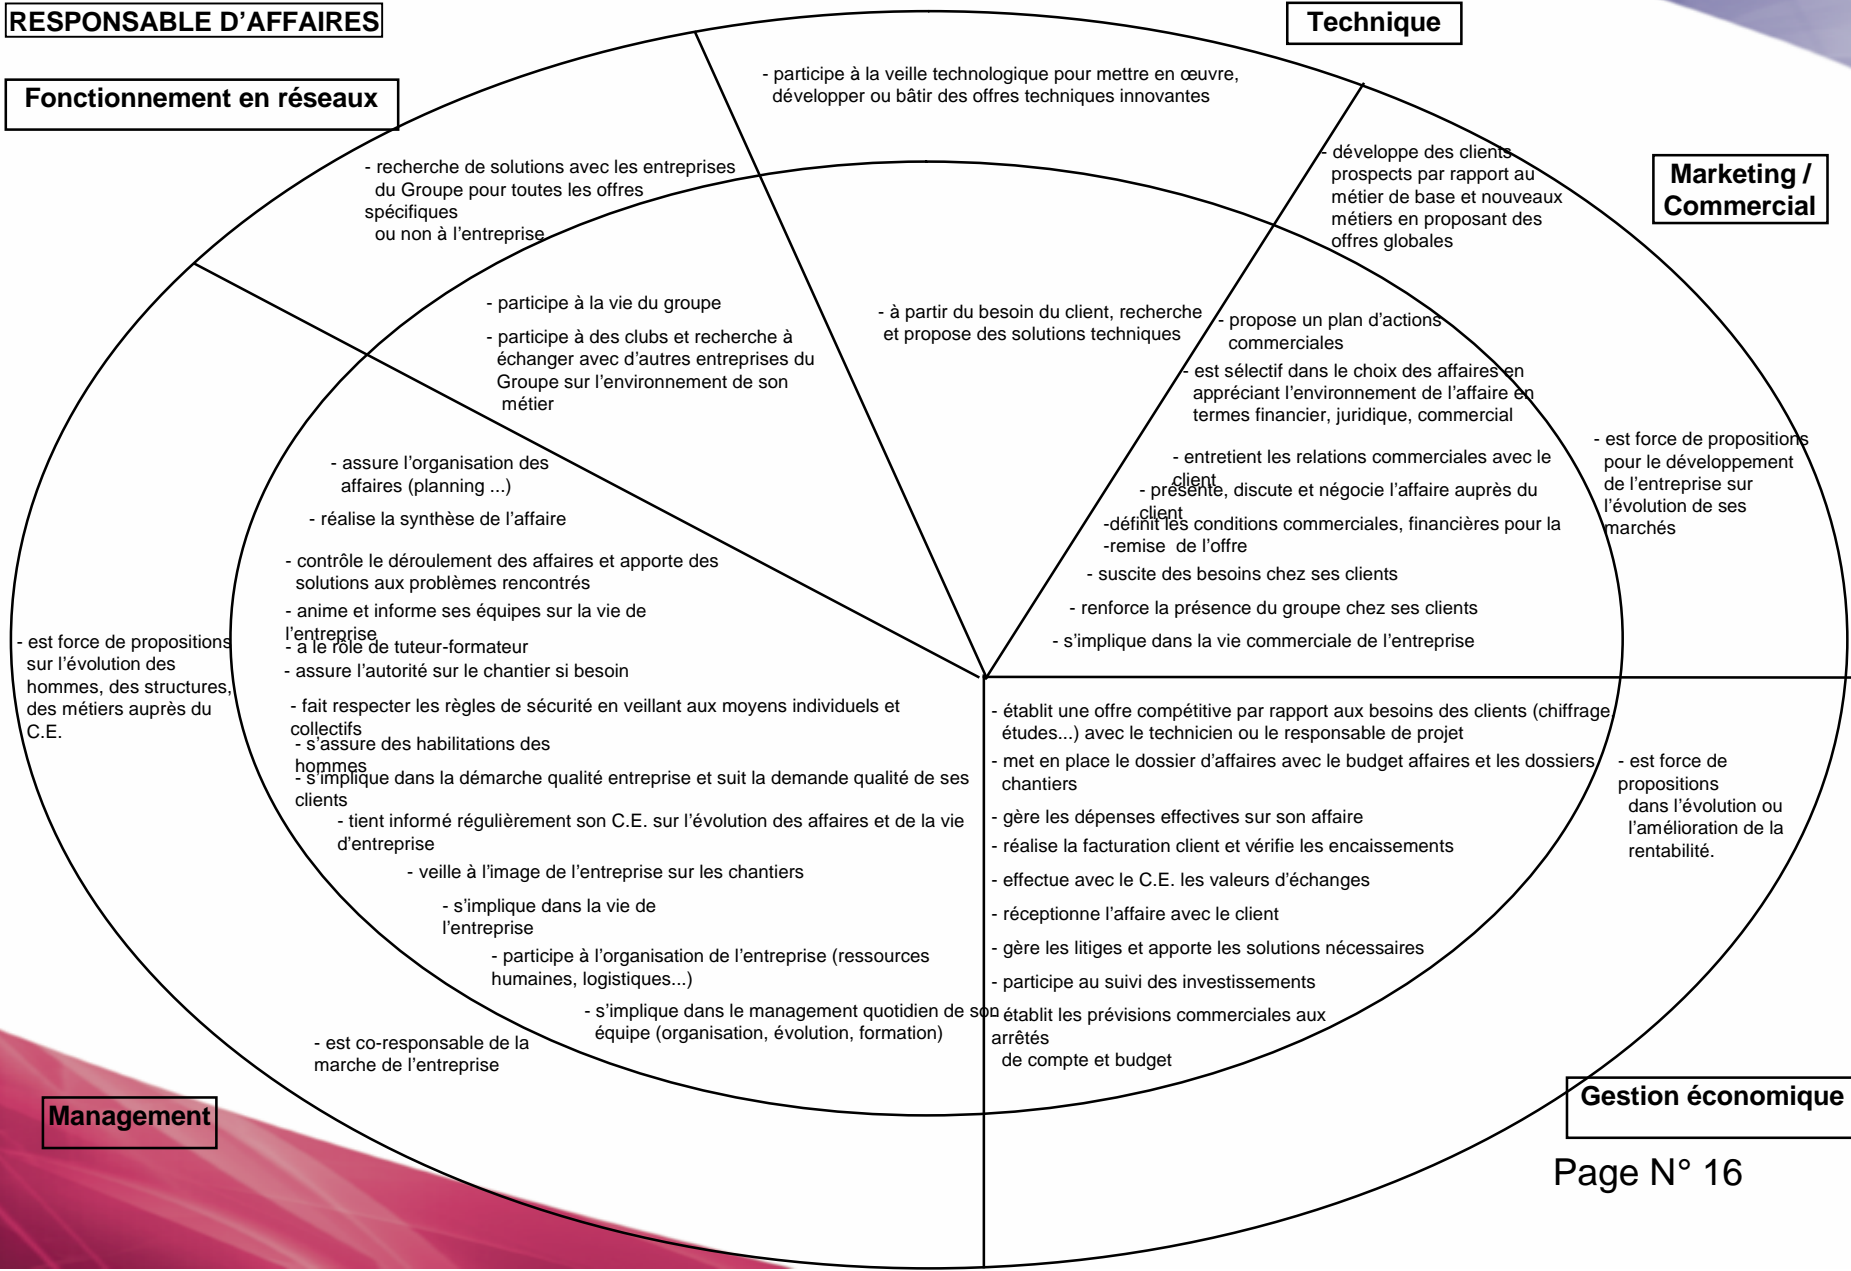 RESPONSABLE D’AFFAIRES
Technique
Fonctionnement en réseaux
Marketing /
Commercial
- participe à la veille technologique pour mettre en œuvre,
développer ou bâtir des offres techniques innovantes
- recherche de solutions avec les entreprises
du Groupe pour toutes les offres
spécifiques
ou non à l’entreprise
- développe des clients
prospects par rapport au
métier de base et nouveaux
métiers en proposant des
offres globales
- participe à la vie du groupe
- participe à des clubs et recherche à
échanger avec d’autres entreprises du
Groupe sur l’environnement de son
métier
- à partir du besoin du client, recherche
et propose des solutions techniques
- propose un plan d’actions
commerciales
- est sélectif dans le choix des affaires en
appréciant l’environnement de l’affaire en
termes financier, juridique, commercial
- entretient les relations commerciales avec le
client
- présente, discute et négocie l’affaire auprès du
client
-définit les conditions commerciales, financières pour la
-remise  de l’offre
- suscite des besoins chez ses clients
- renforce la présence du groupe chez ses clients
- s’implique dans la vie commerciale de l’entreprise
- est force de propositions
pour le développement
de l’entreprise sur
l’évolution de ses
marchés
- assure l’organisation des
affaires (planning ...)
- réalise la synthèse de l’affaire
- contrôle le déroulement des affaires et apporte des
solutions aux problèmes rencontrés
- anime et informe ses équipes sur la vie de
l’entreprise
- a le rôle de tuteur-formateur
- assure l’autorité sur le chantier si besoin
- fait respecter les règles de sécurité en veillant aux moyens individuels et
collectifs
- s’assure des habilitations des
hommes
- s’implique dans la démarche qualité entreprise et suit la demande qualité de ses
clients
- tient informé régulièrement son C.E. sur l’évolution des affaires et de la vie
d’entreprise
- veille à l’image de l’entreprise sur les chantiers
- s’implique dans la vie de
l’entreprise
- participe à l’organisation de l’entreprise (ressources
humaines, logistiques...)
- s’implique dans le management quotidien de son
équipe (organisation, évolution, formation)
- est force de propositions
sur l’évolution des
hommes, des structures,
des métiers auprès du
C.E.
- est co-responsable de la
marche de l’entreprise
- établit une offre compétitive par rapport aux besoins des clients (chiffrage,
études...) avec le technicien ou le responsable de projet
- met en place le dossier d’affaires avec le budget affaires et les dossiers
chantiers
- gère les dépenses effectives sur son affaire
- réalise la facturation client et vérifie les encaissements
- effectue avec le C.E. les valeurs d’échanges
- réceptionne l’affaire avec le client
- gère les litiges et apporte les solutions nécessaires
- participe au suivi des investissements
- établit les prévisions commerciales aux
arrêtés
de compte et budget
- est force de
propositions
dans l’évolution ou
l’amélioration de la
rentabilité.
Management
Gestion économique
Page N° 16